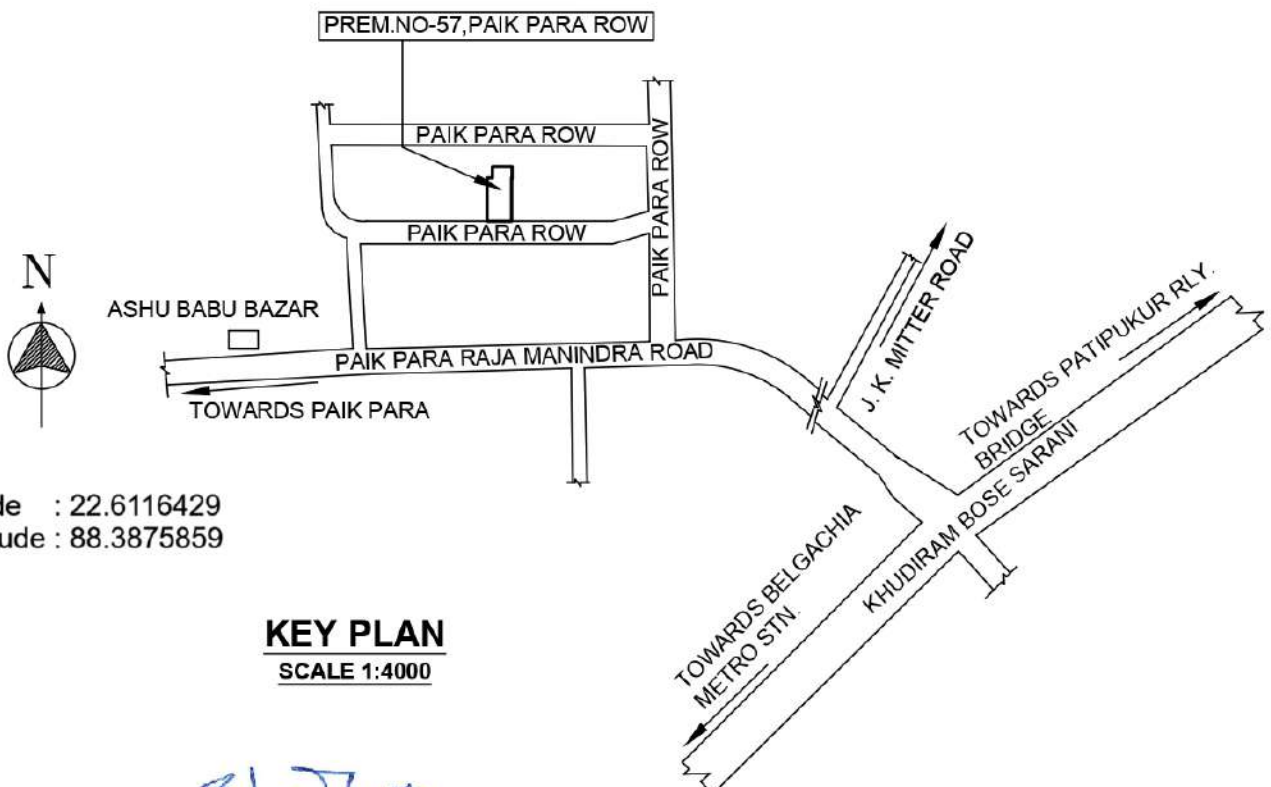 PREM.NO-57,PAIK PARA ROW
PAIK PARA ROW
PAIK PARA ROW
PAIK PARA ROW
N
ASHU BABU BAZAR
PAIK PARA RAJA MANINDRA ROAD
TOWARDS PAIK PARA
J. K. MITTER ROAD
TOWARDS PATIPUKUR RLY.
BRIDGE
KHUDIRAM BOSE SARANI
TOWARDS BELGACHIA
METRO STN.
de : 22.6116429
ude : 88.3875859
KEY PLAN
SCALE 1:4000